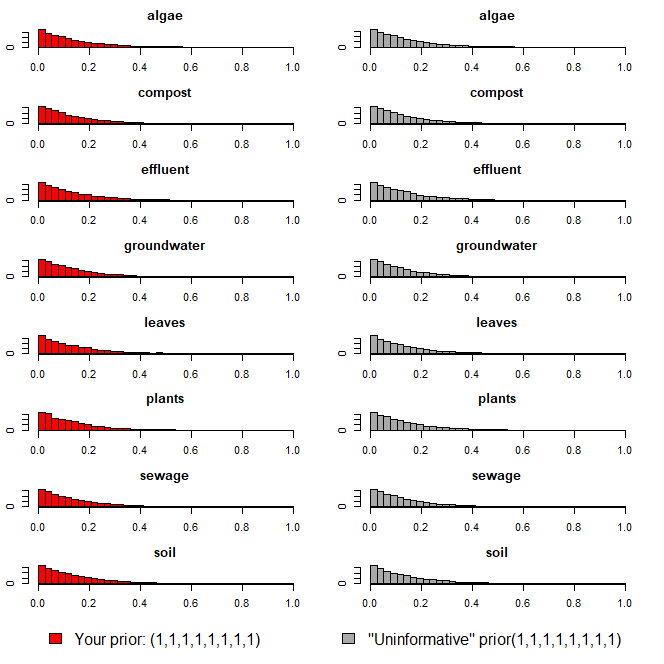 algae algae
0 0.0 0.2 0.4 0.6 0.8 1.0 0 0.0 0.2 0.4 0.6 0.8 1.0
compost compost
0 0.0 0.2 0.4 0.6 0.8 1.0 0 0.0 0.2 0.4 0.6 0.8 1.0
effluent effluent
0 0.0 0.2 0.4 0.6 0.8 1.0 0 0.0 0.2 0.4 0.6 0.8 1.0
groundwater groundwater
0 0.0 0.2 0.4 0.6 0.8 1.0 0 0.0 0.2 0.4 0.6 0.8 1.0
leaves leaves
0 0.0 0.2 0.4 0.6 0.8 1.0 0 0.0 0.2 0.4 0.6 0.8 1.0
plants plants
0 0.0 0.2 0.4 0.6 0.8 1.0 0 0.0 0.2 0.4 0.6 0.8 1.0
sewage sewage
0 0.0 0.2 0.4 0.6 0.8 1.0 0 0.0 0.2 0.4 0.6 0.8 1.0
soil soil
0 0.0 0.2 0.4 0.6 0.8 1.0 0 0.0 0.2 0.4 0.6 0.8 1.0
Your prior: (1,1,1,1,1,1,1,1) "Uninformative" prior(1,1,1,1,1,1,1,1)